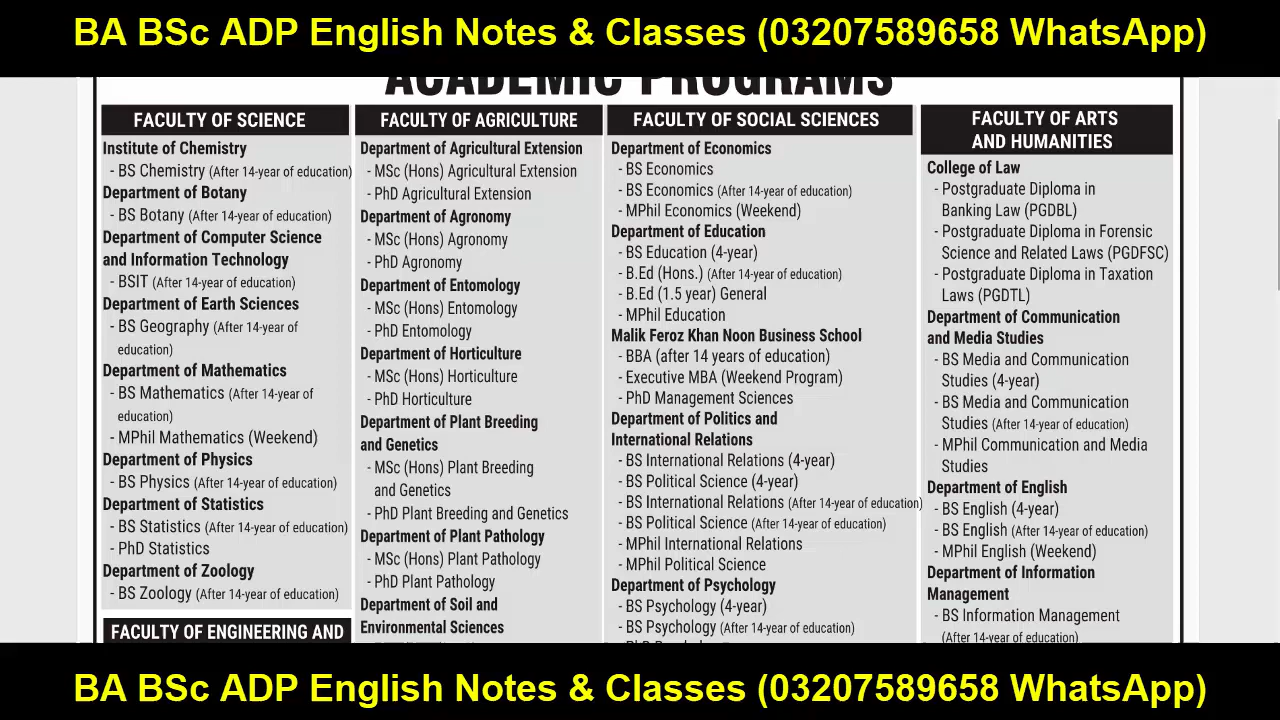 BA BSc ADP English Notes & Classes (03207589658 WhatsApp)
ACADEMIC PROGRAMS
FACULTY OF SCIENCE
Institute of Chemistry
- BS Chemistry (After 14-year of education)
Department of Botany
- BS Botany (After 14-year of education)
Department of Computer Science
and Information Technology
- BSIT (After 14-year of education)
Department of Earth Sciences
- BS Geography (After 14-year of
education)
Department of Mathematics
- BS Mathematics (After 14-year of
education)
- MPhil Mathematics (Weekend)
Department of Physics
- BS Physics (After 14-year of education)
Department of Statistics
- BS Statistics (After 14-year of education)
- PhD Statistics
Department of Zoology
- BS Zoology (After 14-year of education)
FACULTY OF ENGINEERING AND
FACULTY OF AGRICULTURE
Department of Agricultural Extension
- MSc (Hons) Agricultural Extension
- PhD Agricultural Extension
Department of Agronomy
- MSc (Hons) Agronomy
- PhD Agronomy
Department of Entomology
- MSc (Hons) Entomology
- PhD Entomology
Department of Horticulture
- MSc (Hons) Horticulture
- PhD Horticulture
Department of Plant Breeding
and Genetics
- MSc (Hons) Plant Breeding
and Genetics
- PhD Plant Breeding and Genetics
Department of Plant Pathology
- MSc (Hons) Plant Pathology
- PhD Plant Pathology
Department of Soil and
Environmental Sciences
FACULTY OF SOCIAL SCIENCES
Department of Economics
- BS Economics
- BS Economics (After 14-year of education)
- MPhil Economics (Weekend)
Department of Education
- BS Education (4-year)
- B.Ed (Hons.) (After 14-year of education)
- B.Ed (1.5 year) General
- MPhil Education
Malik Feroz Khan Noon Business School
- BBA (after 14 years of education)
- Executive MBA (Weekend Program)
- PhD Management Sciences
Department of Politics and
International Relations
- BS International Relations (4-year)
- BS Political Science (4-year)
- BS International Relations (After 14-year of education)
- BS Political Science (After 14-year of education)
- MPhil International Relations
- MPhil Political Science
Department of Psychology
- BS Psychology (4-year)
- BS Psychology (After 14-year of education)
FACULTY OF ARTS
AND HUMANITIES
College of Law
- Postgraduate Diploma in
Banking Law (PGDBL)
- Postgraduate Diploma in Forensic
Science and Related Laws (PGDFSC)
- Postgraduate Diploma in Taxation
Laws (PGDTL)
Department of Communication
and Media Studies
- BS Media and Communication
Studies (4-year)
- BS Media and Communication
Studies (After 14-year of education)
- MPhil Communication and Media
Studies
Department of English
- BS English (4-year)
- BS English (After 14-year of education)
- MPhil English (Weekend)
Department of Information
Management
- BS Information Management
(After 14-year of education)
BA BSc ADP English Notes & Classes (03207589658 WhatsApp)